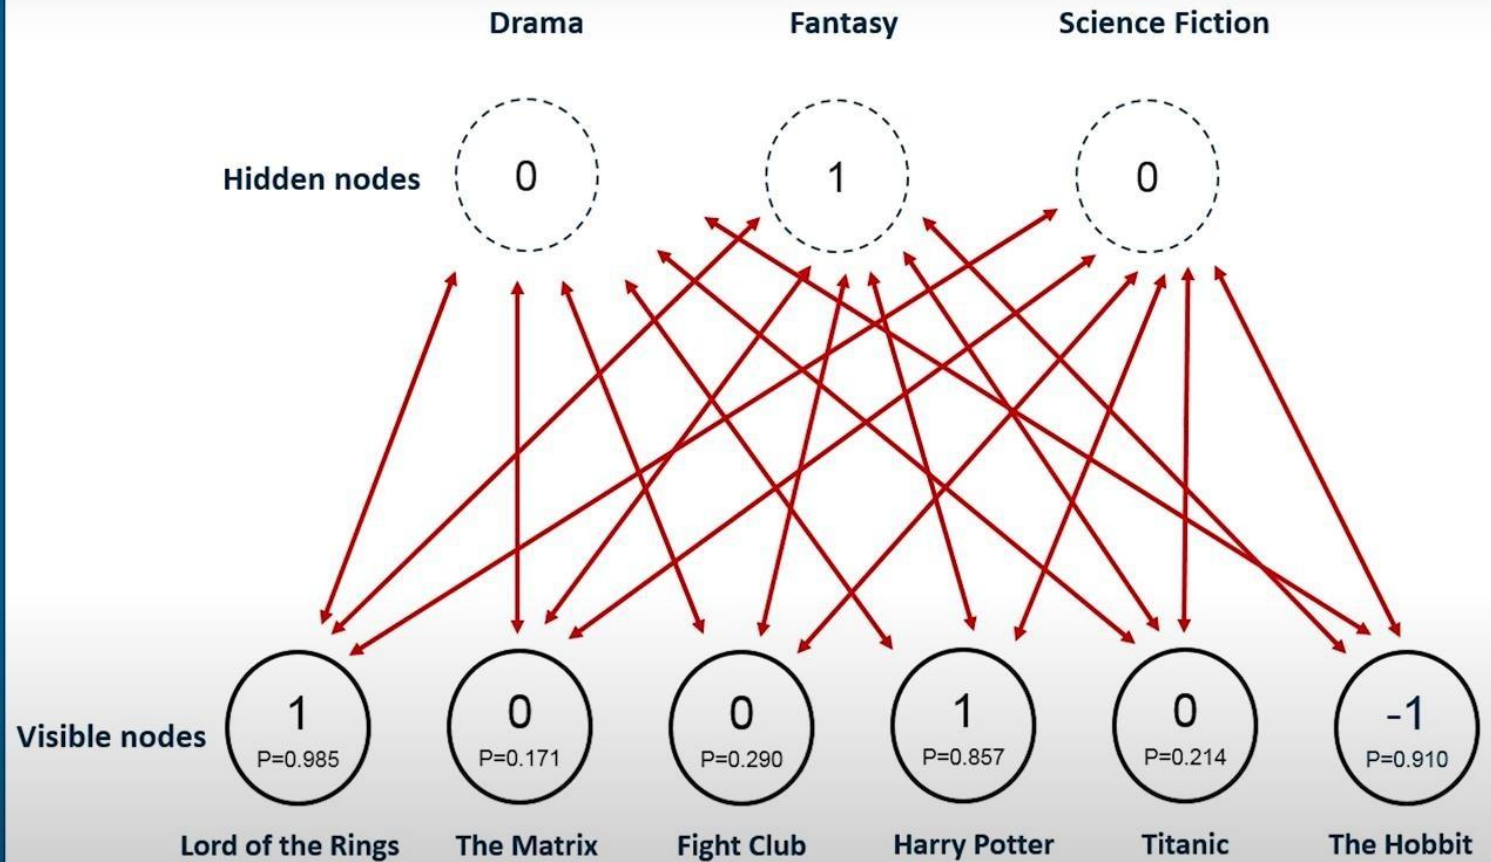 Drama Fantasy Science Fiction
Hidden nodes 0 1 0
1 0 0 1 0 -1
Visible nodes P=0.985 P=0.171 P=0.290 P=0.857 P=0.214 P=0.910
Lord of the Rings The Matrix Fight Club Harry Potter Titanic The Hobbit